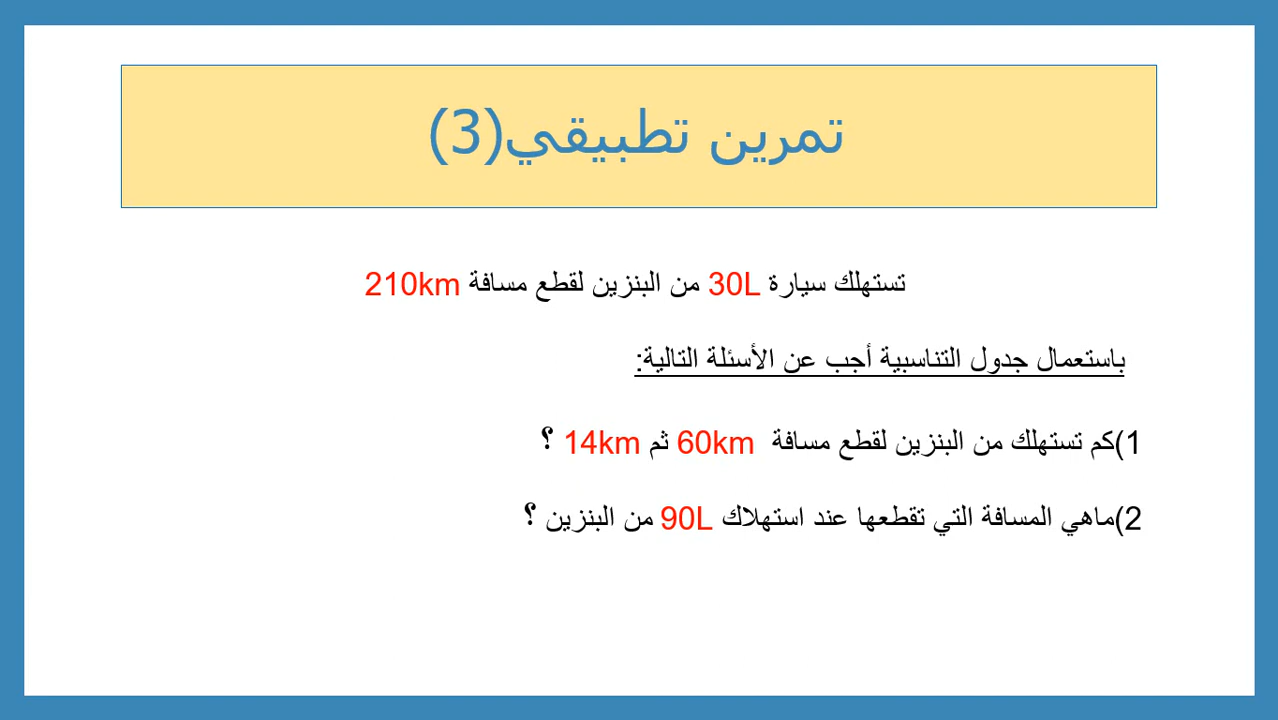 تمرين تطبيقي(3)
تستهلك سيارة 30L من البنزين لقطع مسافة 210km
باستعمال جدول التناسبية أجب عن الأسئلة التالية:
1)كم تستهلك من البنزين لقطع مسافة 60km ثم 14km ؟
2)ماهي المسافة التي تقطعها عند استهلاك 90L من البنزين ؟